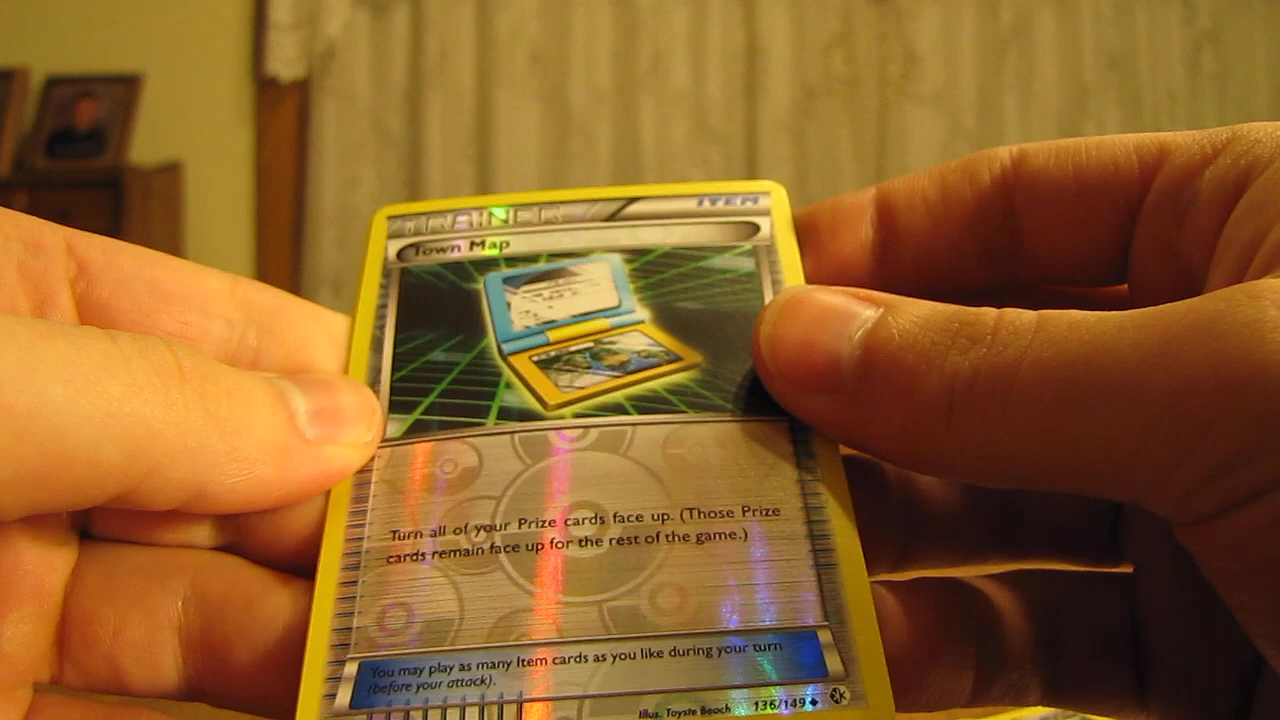 TRAINER
ITEM
Town Map
Turn all of your Prize cards face up. (Those Prize
cards remain face up for the rest of the game.)
You may play as many Item cards as you like during your turn
(before your attack).
Illus. Toyste Beach 136/149